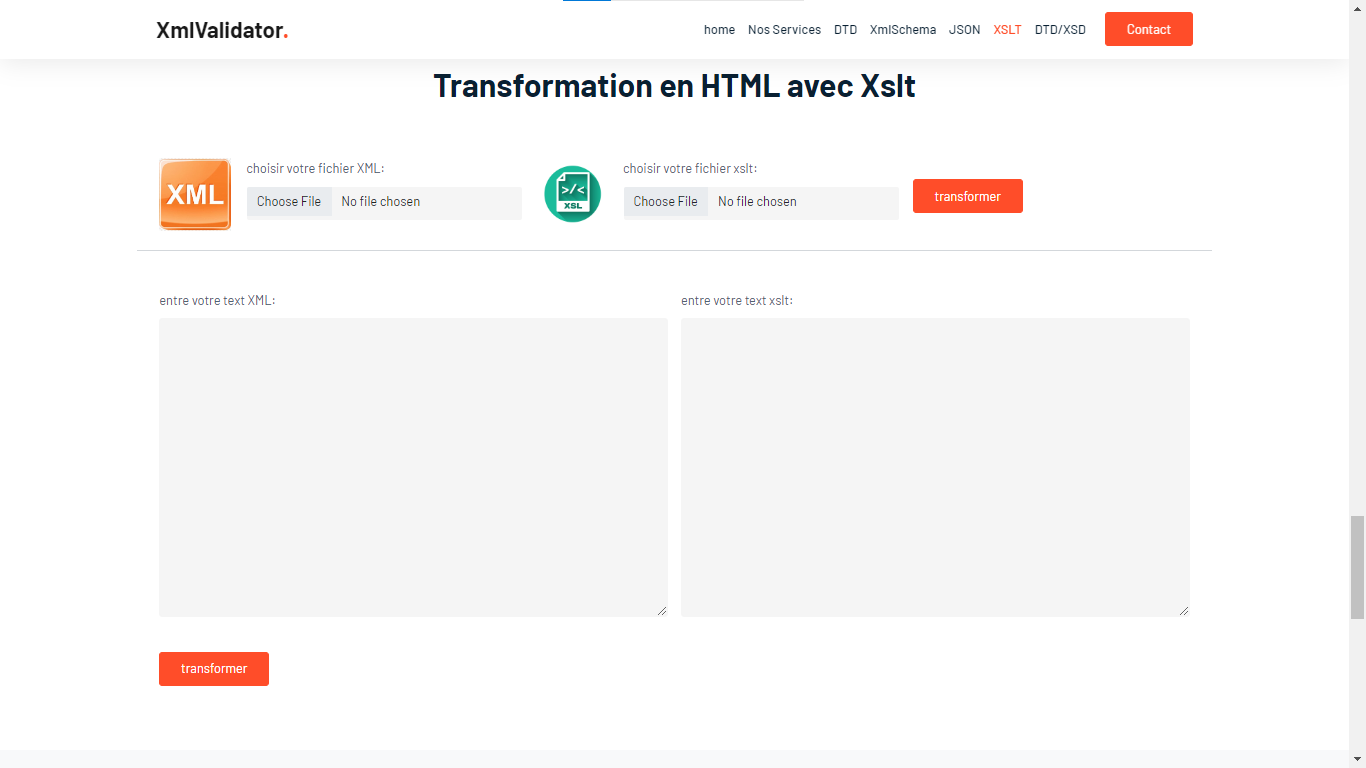 XmlValidator.
home Nos Services DTD XmlSchema JSON XSLT DTD/XSD Contact
Transformation en HTML avec Xslt
XML
choisir votre fichier XML:
Choose File No file chosen
>/<
XSL
choisir votre fichier xslt:
Choose File No file chosen
transformer
entre votre text XML:
entre votre text xslt:
transformer